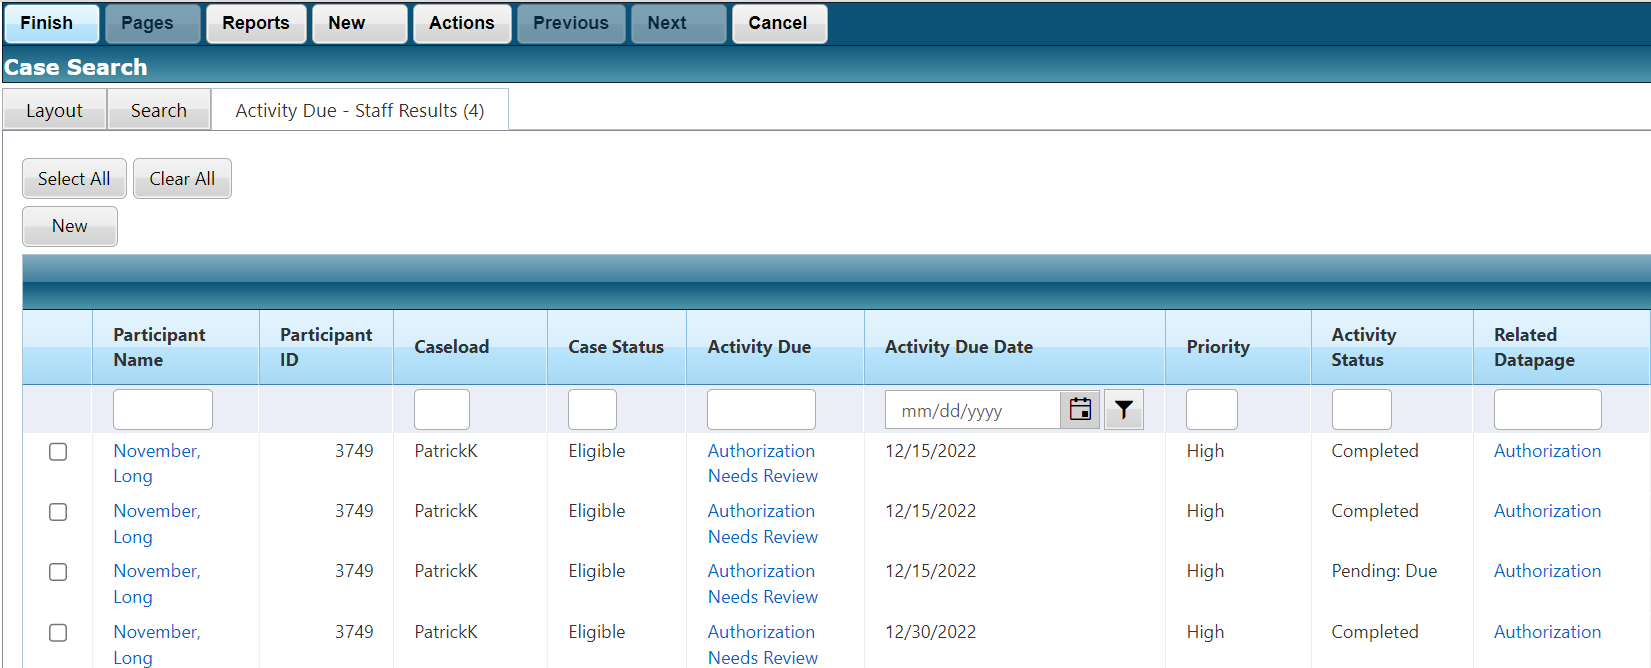 Finish Pages Reports New Actions Previous Next Cancel
Case Search
Layout Search Activity Due - Staff Results (4)
Select All Clear All
New
Participant Name Participant ID Caseload Case Status Activity Due Activity Due Date Priority Activity Status Related Datapage
mm/dd/yyyy
November, 3749 PatrickK Eligible Authorization 12/15/2022 High Completed Authorization
Long Needs Review
November, 3749 PatrickK Eligible Authorization 12/15/2022 High Completed Authorization
Long Needs Review
November, 3749 PatrickK Eligible Authorization 12/15/2022 High Pending: Due Authorization
Long Needs Review
November, 3749 PatrickK Eligible Authorization 12/30/2022 High Completed Authorization
Long Needs Review